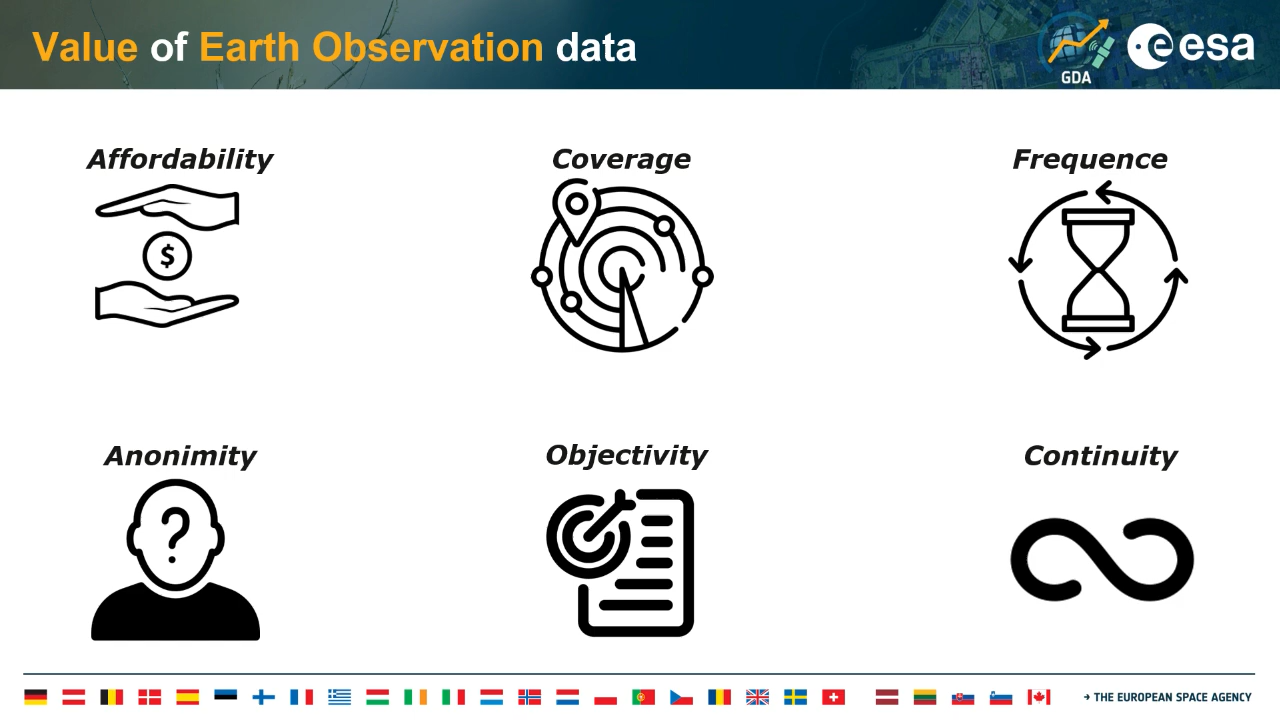 Value of Earth Observation data
GDA
esa
Affordability
Coverage
Frequence
$
Anonimity
Objectivity
Continuity
?
→ THE EUROPEAN SPACE AGENCY